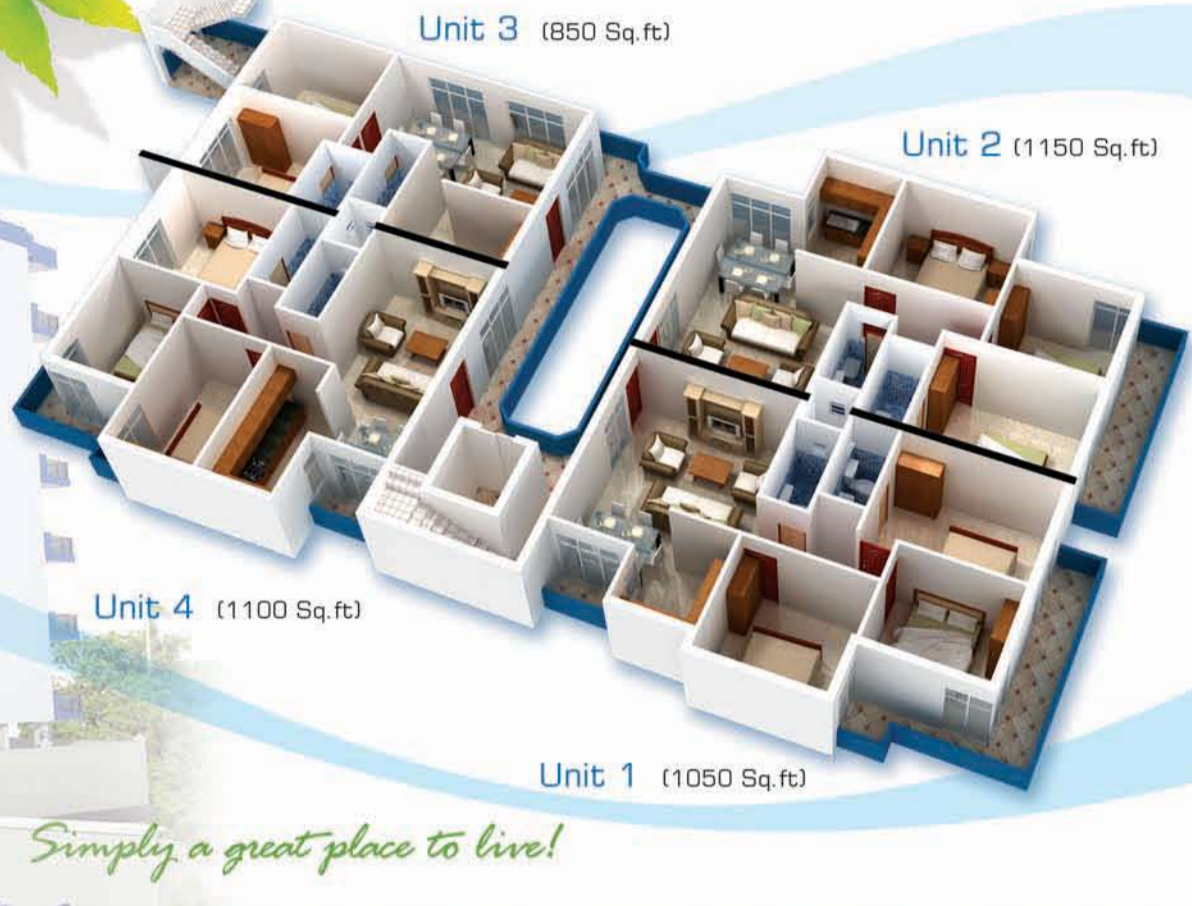 Unit 3 (850 Sq.ft)
Unit 2 (1150 Sq.ft)
Unit 4 (1100 Sq.ft)
Unit 1 (1050 Sq.ft)
Simply a great place to live!